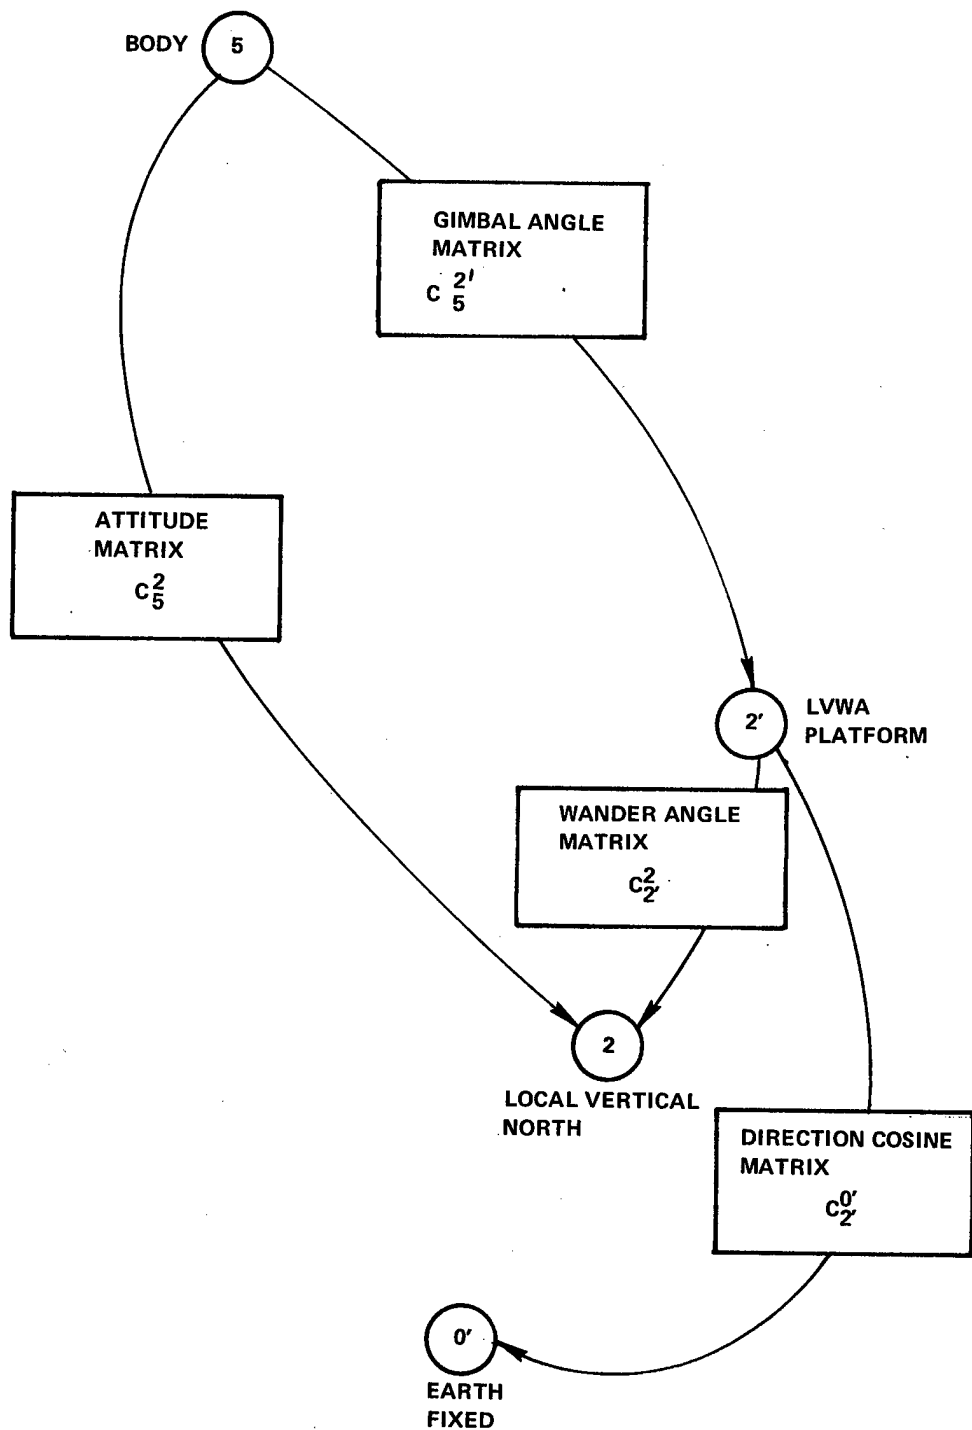 BODY 5
GIMBAL ANGLE
MATRIX
C 2'
5
ATTITUDE
MATRIX
C 2
5
2' LVWA
PLATFORM
WANDER ANGLE
MATRIX
C 2
2'
2
LOCAL VERTICAL
NORTH
DIRECTION COSINE
MATRIX
C 0'
2'
0'
EARTH
FIXED